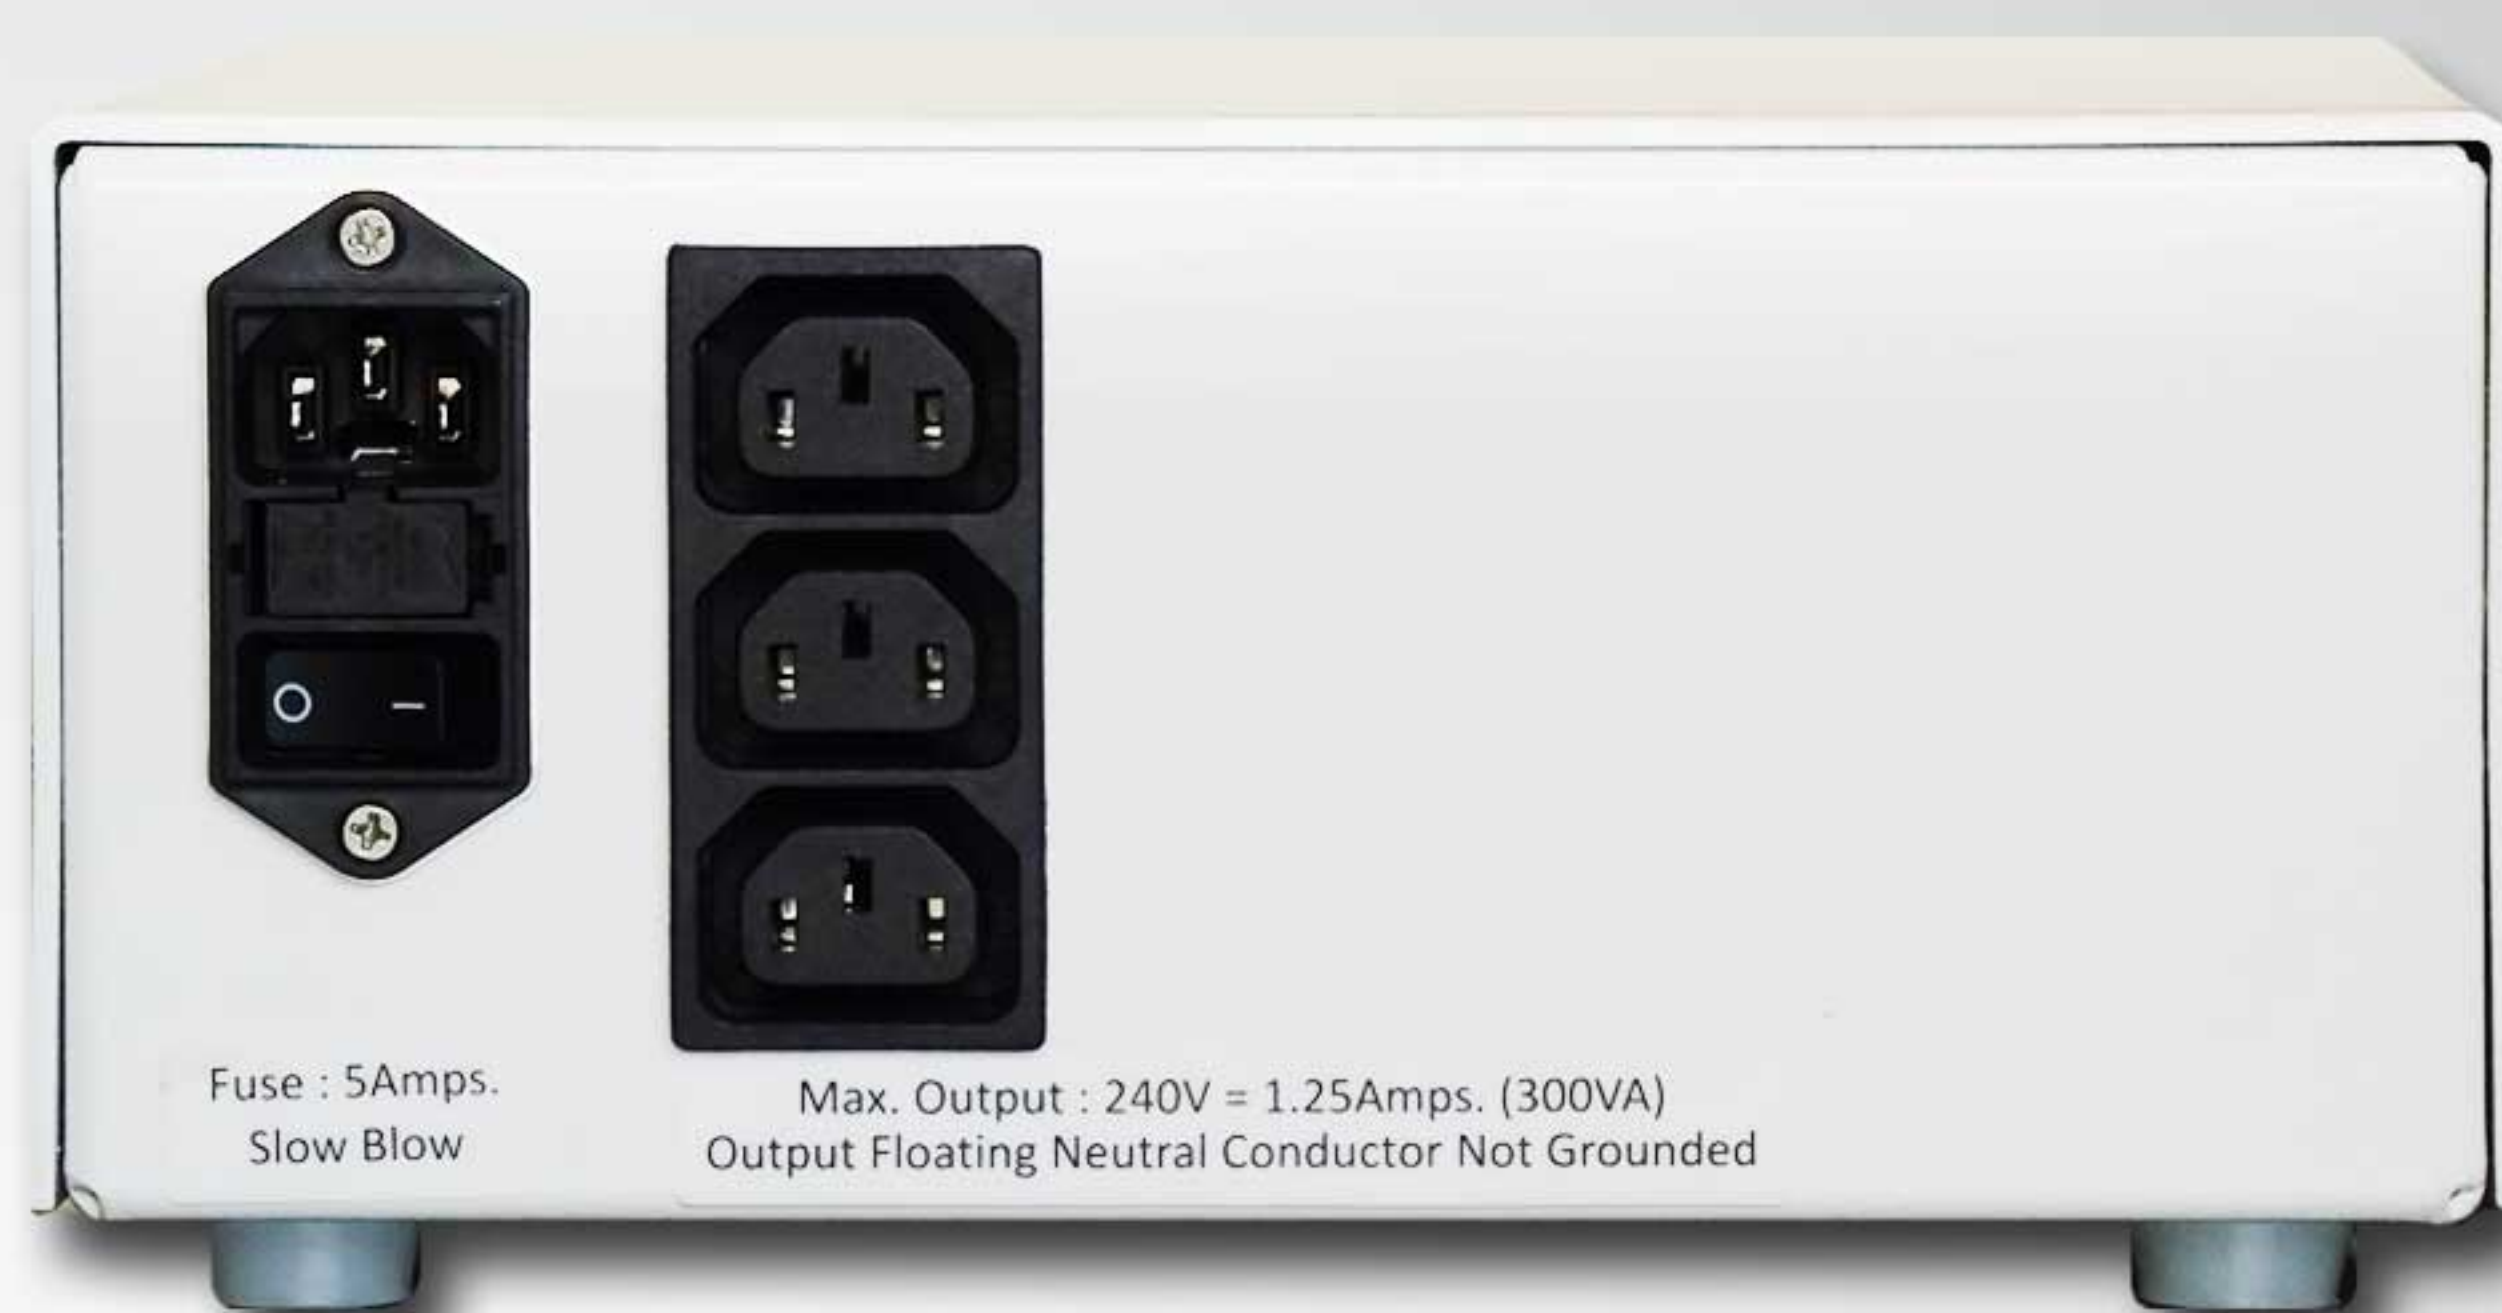 O I
Fuse : 5Amps.
Slow Blow
Max. Output : 240V = 1.25Amps. (300VA)
Output Floating Neutral Conductor Not Grounded